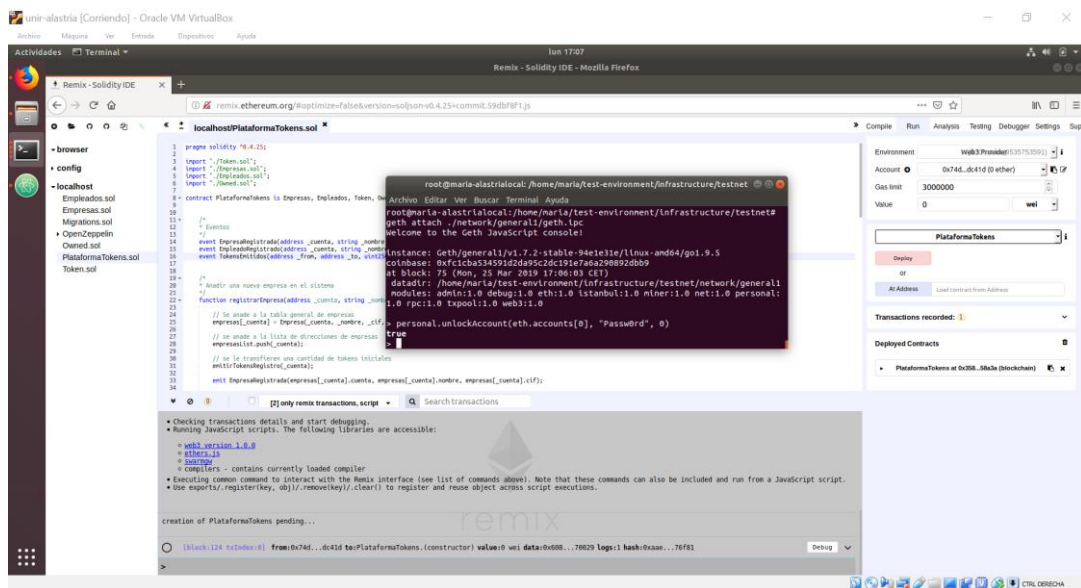 unir-alastria [Corriendo] - Oracle VM VirtualBox
Archivo Máquina Ver Entrada Dispositivos Ayuda
Actividades Terminal lun 17:07
Remix - Solidity IDE - Mozilla Firefox
Remix - Solidity IDE
remix.ethereum.org/#optimize=false&version=soljson-v0.4.25+commit.59dbf8f1.js
localhost/PlataformaTokens.sol
Compile Run Analysis Testing Debugger Settings Sup
browser
config
localhost
Empleados.sol
Empresas.sol
Migrations.sol
OpenZeppelin
Owned.sol
PlataformaTokens.sol
Token.sol
pragma solidity ^0.4.25;
import "./Token.sol";
import "./Empresas.sol";
import "./Empleados.sol";
import "./Owned.sol";
contract PlataformaTokens is Empresas, Empleados, Token, Ow
/*
* Eventos
*/
event EmpresaRegistrada(address _cuenta, string _nombre
event EmpleadoRegistrado(address _cuenta, string _nombr
event TokensEmitidos(address _from, address _to, uint25
/*
* Anadir una nueva empresa en el sistema
*/
function registrarEmpresa(address _cuenta, string _nomb
// Se anade a la tabla general de empresas
empresas[_cuenta] = Empresa(_cuenta, _nombre, _cif,
// se anade a la lista de direcciones de empresas
empresasList.push(_cuenta);
// se le transfieren una cantidad de tokens iniciales
emitirTokensRegistro(_cuenta);
emit EmpresaRegistrada(empresas[_cuenta].cuenta, empresas[_cuenta].nombre, empresas[_cuenta].cif);
root@maria-alastrialocal: /home/maria/test-environment/infrastructure/testnet
Archivo Editar Ver Buscar Terminal Ayuda
root@maria-alastrialocal:/home/maria/test-environment/infrastructure/testnet#
geth attach ./network/general1/geth.ipc
Welcome to the Geth JavaScript console!
instance: Geth/general1/v1.7.2-stable-94e1e31e/linux-amd64/go1.9.5
coinbase: 0xfc1cba534591d2da95c2dc191e7a6a290892dbb9
at block: 75 (Mon, 25 Mar 2019 17:06:03 CET)
datadir: /home/maria/test-environment/infrastructure/testnet/network/general1
modules: admin:1.0 debug:1.0 eth:1.0 istanbul:1.0 miner:1.0 net:1.0 personal:
1.0 rpc:1.0 txpool:1.0 web3:1.0
> personal.unlockAccount(eth.accounts[0], "Passw0rd", 0)
true
>
Environment
Account 0x74d...dc41d (0 ether)
Gas limit 3000000
Value 0 wei
PlataformaTokens
Deploy
or
At Address Load contract from Address
Transactions recorded: 1
Deployed Contracts
PlataformaTokens at 0x358...58a3a (blockchain)
[2] only remix transactions, script Search transactions
• Checking transactions details and start debugging.
• Running JavaScript scripts. The following libraries are accessible:
web3 version 1.0.0
ethers.js
swarmgw
compilers - contains currently loaded compiler
• Executing common command to interact with the Remix interface (see list of commands above). Note that these commands can also be included and run from a JavaScript script.
• Use exports/.register(key, obj)/.remove(key)/.clear() to register and reuse object across script executions.
remix
creation of PlataformaTokens pending...
[block:124 txIndex:0] from:0x74d...dc41d to:PlataformaTokens.(constructor) value:0 wei data:0x608...70029 logs:1 hash:0xaae...76f81 Debug
>
CTRL DERECHA